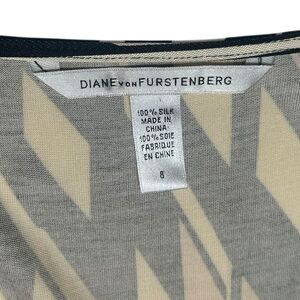 DIANE VON FURSTENBERG
100% SILK
MADE IN
CHINA
100% SOIE
FABRIQUE
EN CHINE
8